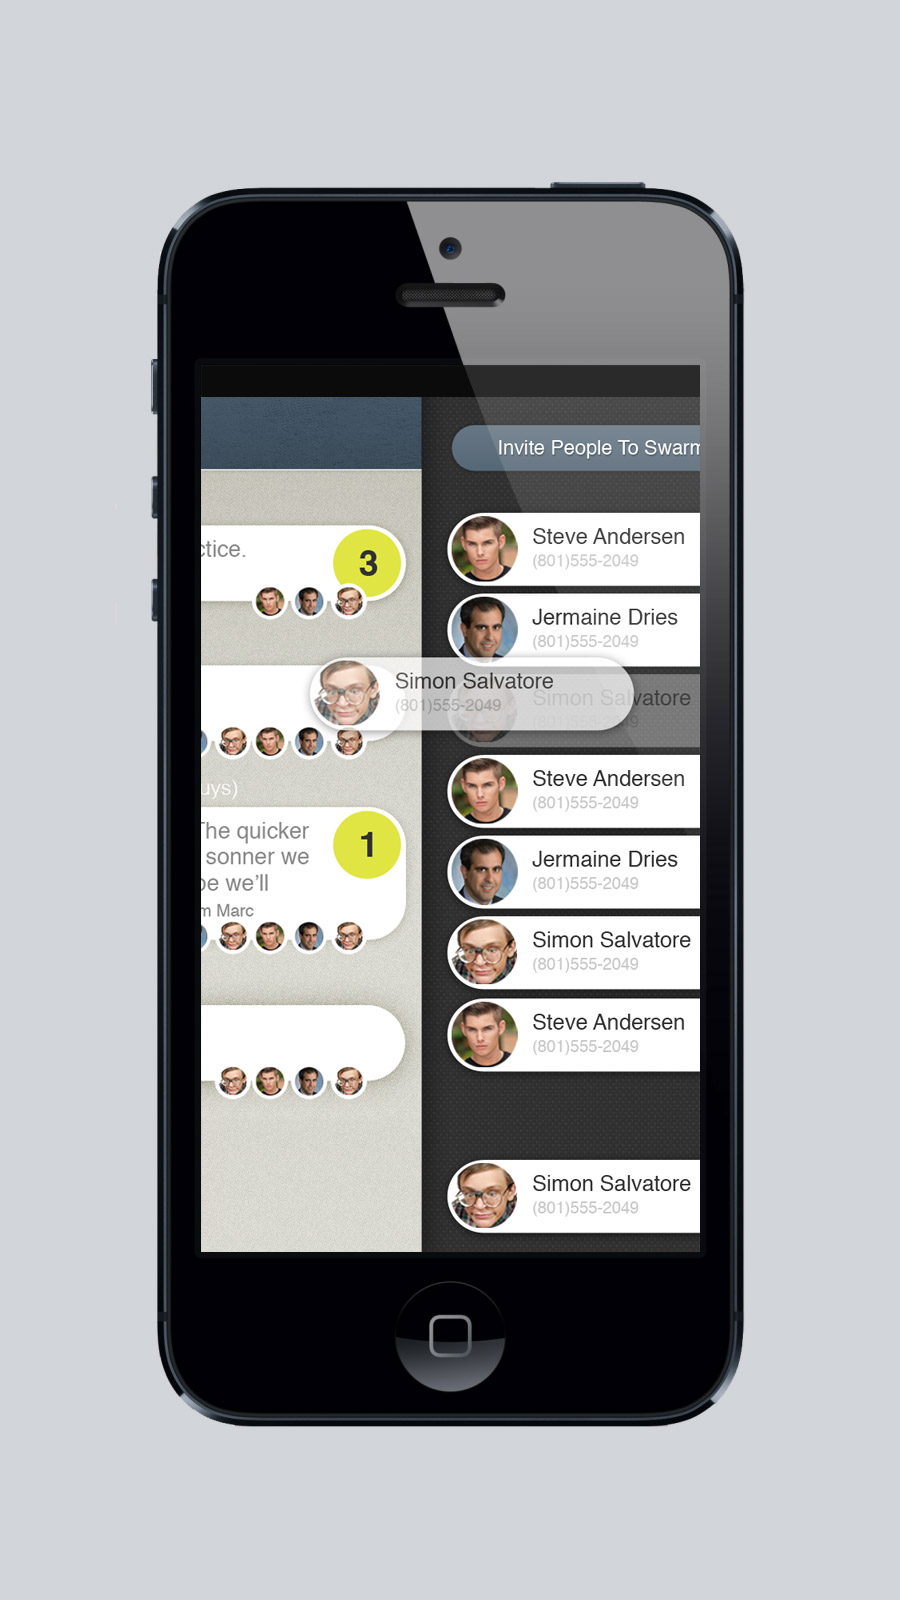 Invite People To Swarm
ctice.
3
Steve Andersen
(801)555-2049
Jermaine Dries
(801)555-2049
Simon Salvatore
(801)555-2049
Simon Salvatore
uys)
Steve Andersen
(801)555-2049
The quicker
sonner we
be we'll
m Marc
1
Jermaine Dries
(801)555-2049
Simon Salvatore
(801)555-2049
Steve Andersen
(801)555-2049
Simon Salvatore
(801)555-2049